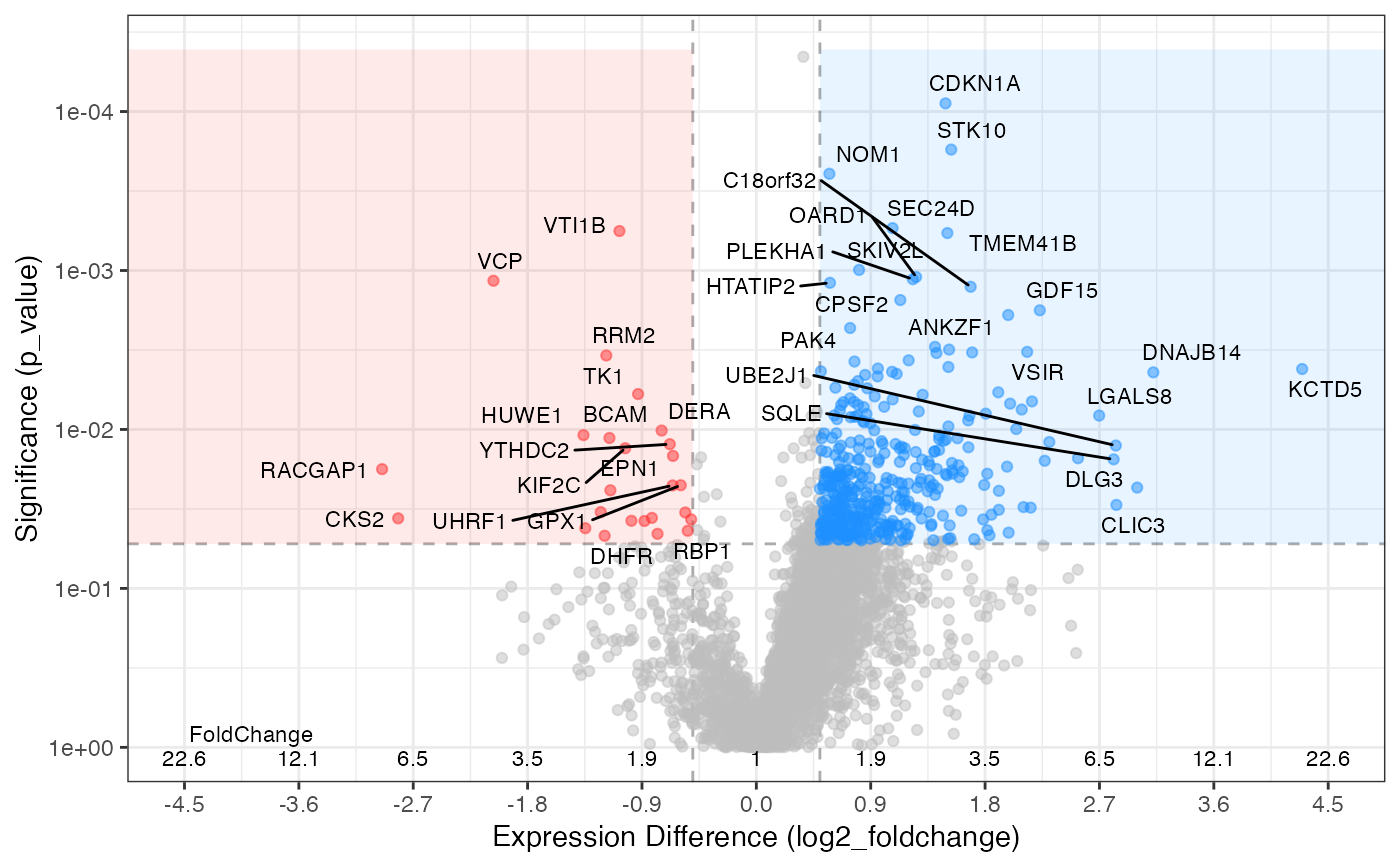 CDKN1A
1e-04
STK10
NOM1
C18orf32
SEC24D
OARD1
VTI1B
TMEM41B
PLEKHA1
SKIV2L
VCP
1e-03
HTATIP2
GDF15
CPSF2
ANKZF1
RRM2
PAK4
DNAJB14
TK1
UBE2J1
VSIR
KCTD5
LGALS8
HUWE1
BCAM
DERA
SQLE
1e-02
YTHDC2
EPN1
RACGAP1
DLG3
KIF2C
CKS2
UHRF1
GPX1
CLIC3
DHFR
RBP1
1e-01
FoldChange
1e+00
22.6 12.1 6.5 3.5 1.9 1 1.9 3.5 6.5 12.1 22.6
-4.5 -3.6 -2.7 -1.8 -0.9 0.0 0.9 1.8 2.7 3.6 4.5
Expression Difference (log2_foldchange)
Significance (p_value)